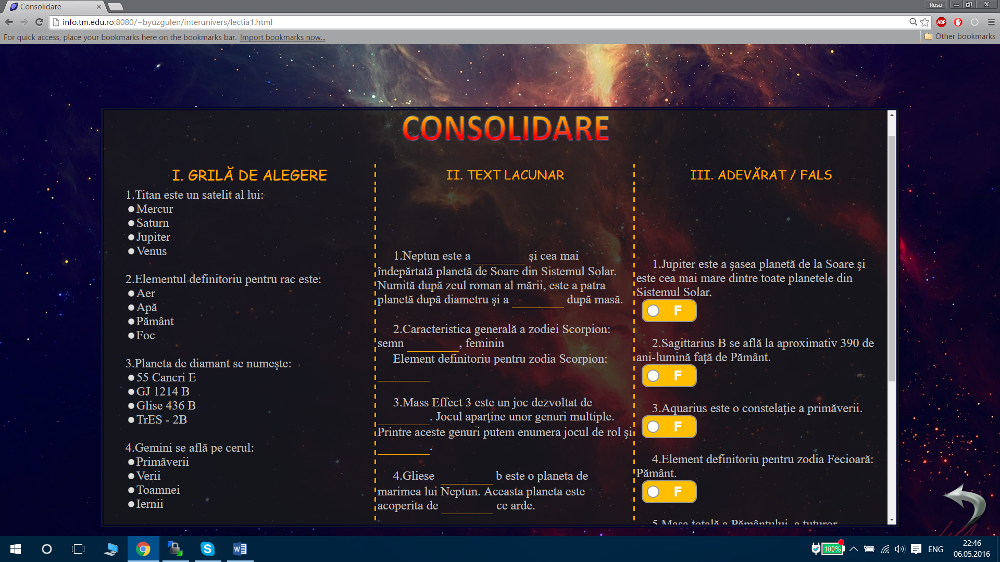 Consolidare
Rosu
info.tm.edu.ro:8080/~byuzgulen/interunivers/lectia1.html
ABP
For quick access, place your bookmarks here on the bookmarks bar. Import bookmarks now...
Other bookmarks
CONSOLIDARE
I. GRILĂ DE ALEGERE
1.Titan este un satelit al lui:
Mercur
Saturn
Jupiter
Venus
2.Elementul definitoriu pentru rac este:
Aer
Apă
Pământ
Foc
3.Planeta de diamant se numeşte:
55 Cancri E
GJ 1214 B
Glise 436 B
TrES - 2B
4.Gemini se află pe cerul:
Primăverii
Verii
Toamnei
Iernii
II. TEXT LACUNAR
1.Neptun este a ________ şi cea mai
îndepărtată planetă de Soare din Sistemul Solar.
Numită după zeul roman al mării, este a patra
planetă după diametru şi a ________ după masă.
2.Caracteristica generală a zodiei Scorpion:
semn ________, feminin
Element definitoriu pentru zodia Scorpion:
________
3.Mass Effect 3 este un joc dezvoltat de
________. Jocul aparţine unor genuri multiple.
Printre aceste genuri putem enumera jocul de rol şi
________.
4.Gliese ________ b este o planeta de
marimea lui Neptun. Aceasta planeta este
acoperita de ________ ce arde.
III. ADEVĂRAT / FALS
1.Jupiter este a şasea planetă de la Soare şi
este cea mai mare dintre toate planetele din
Sistemul Solar.
F
2.Sagittarius B se află la aproximativ 390 de
ani-lumină faţă de Pământ.
F
3.Aquarius este o constelaţie a primăverii.
F
4.Element definitoriu pentru zodia Fecioară:
Pământ.
F
5.Masa totală a Pământului, a tuturor
100%
ENG
22:46
06.05.2016